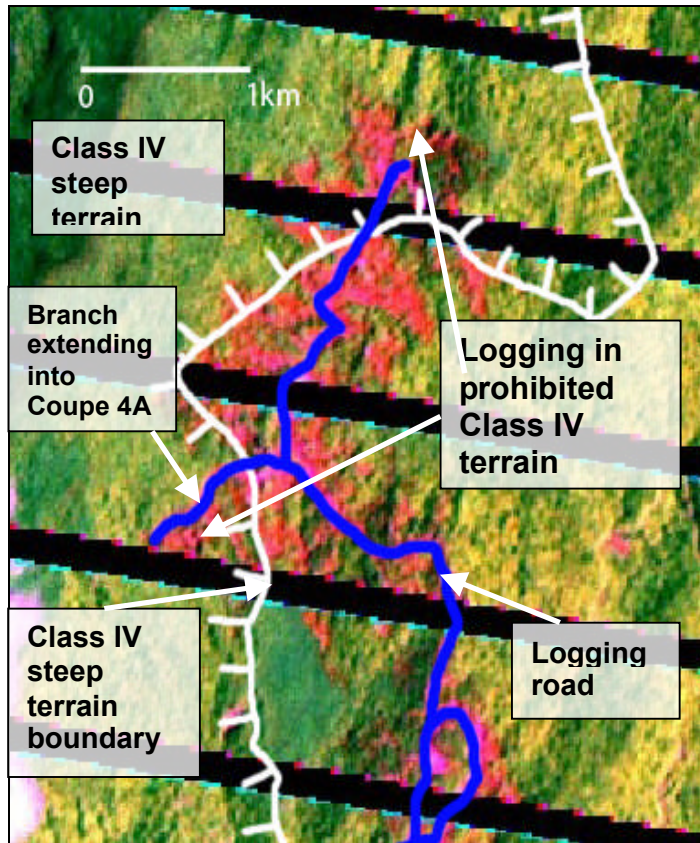 0 1km
Class IV
steep
terrain
Branch
extending
into
Coupe 4A
Logging in
prohibited
Class IV
terrain
Class IV
steep
terrain
boundary
Logging
road